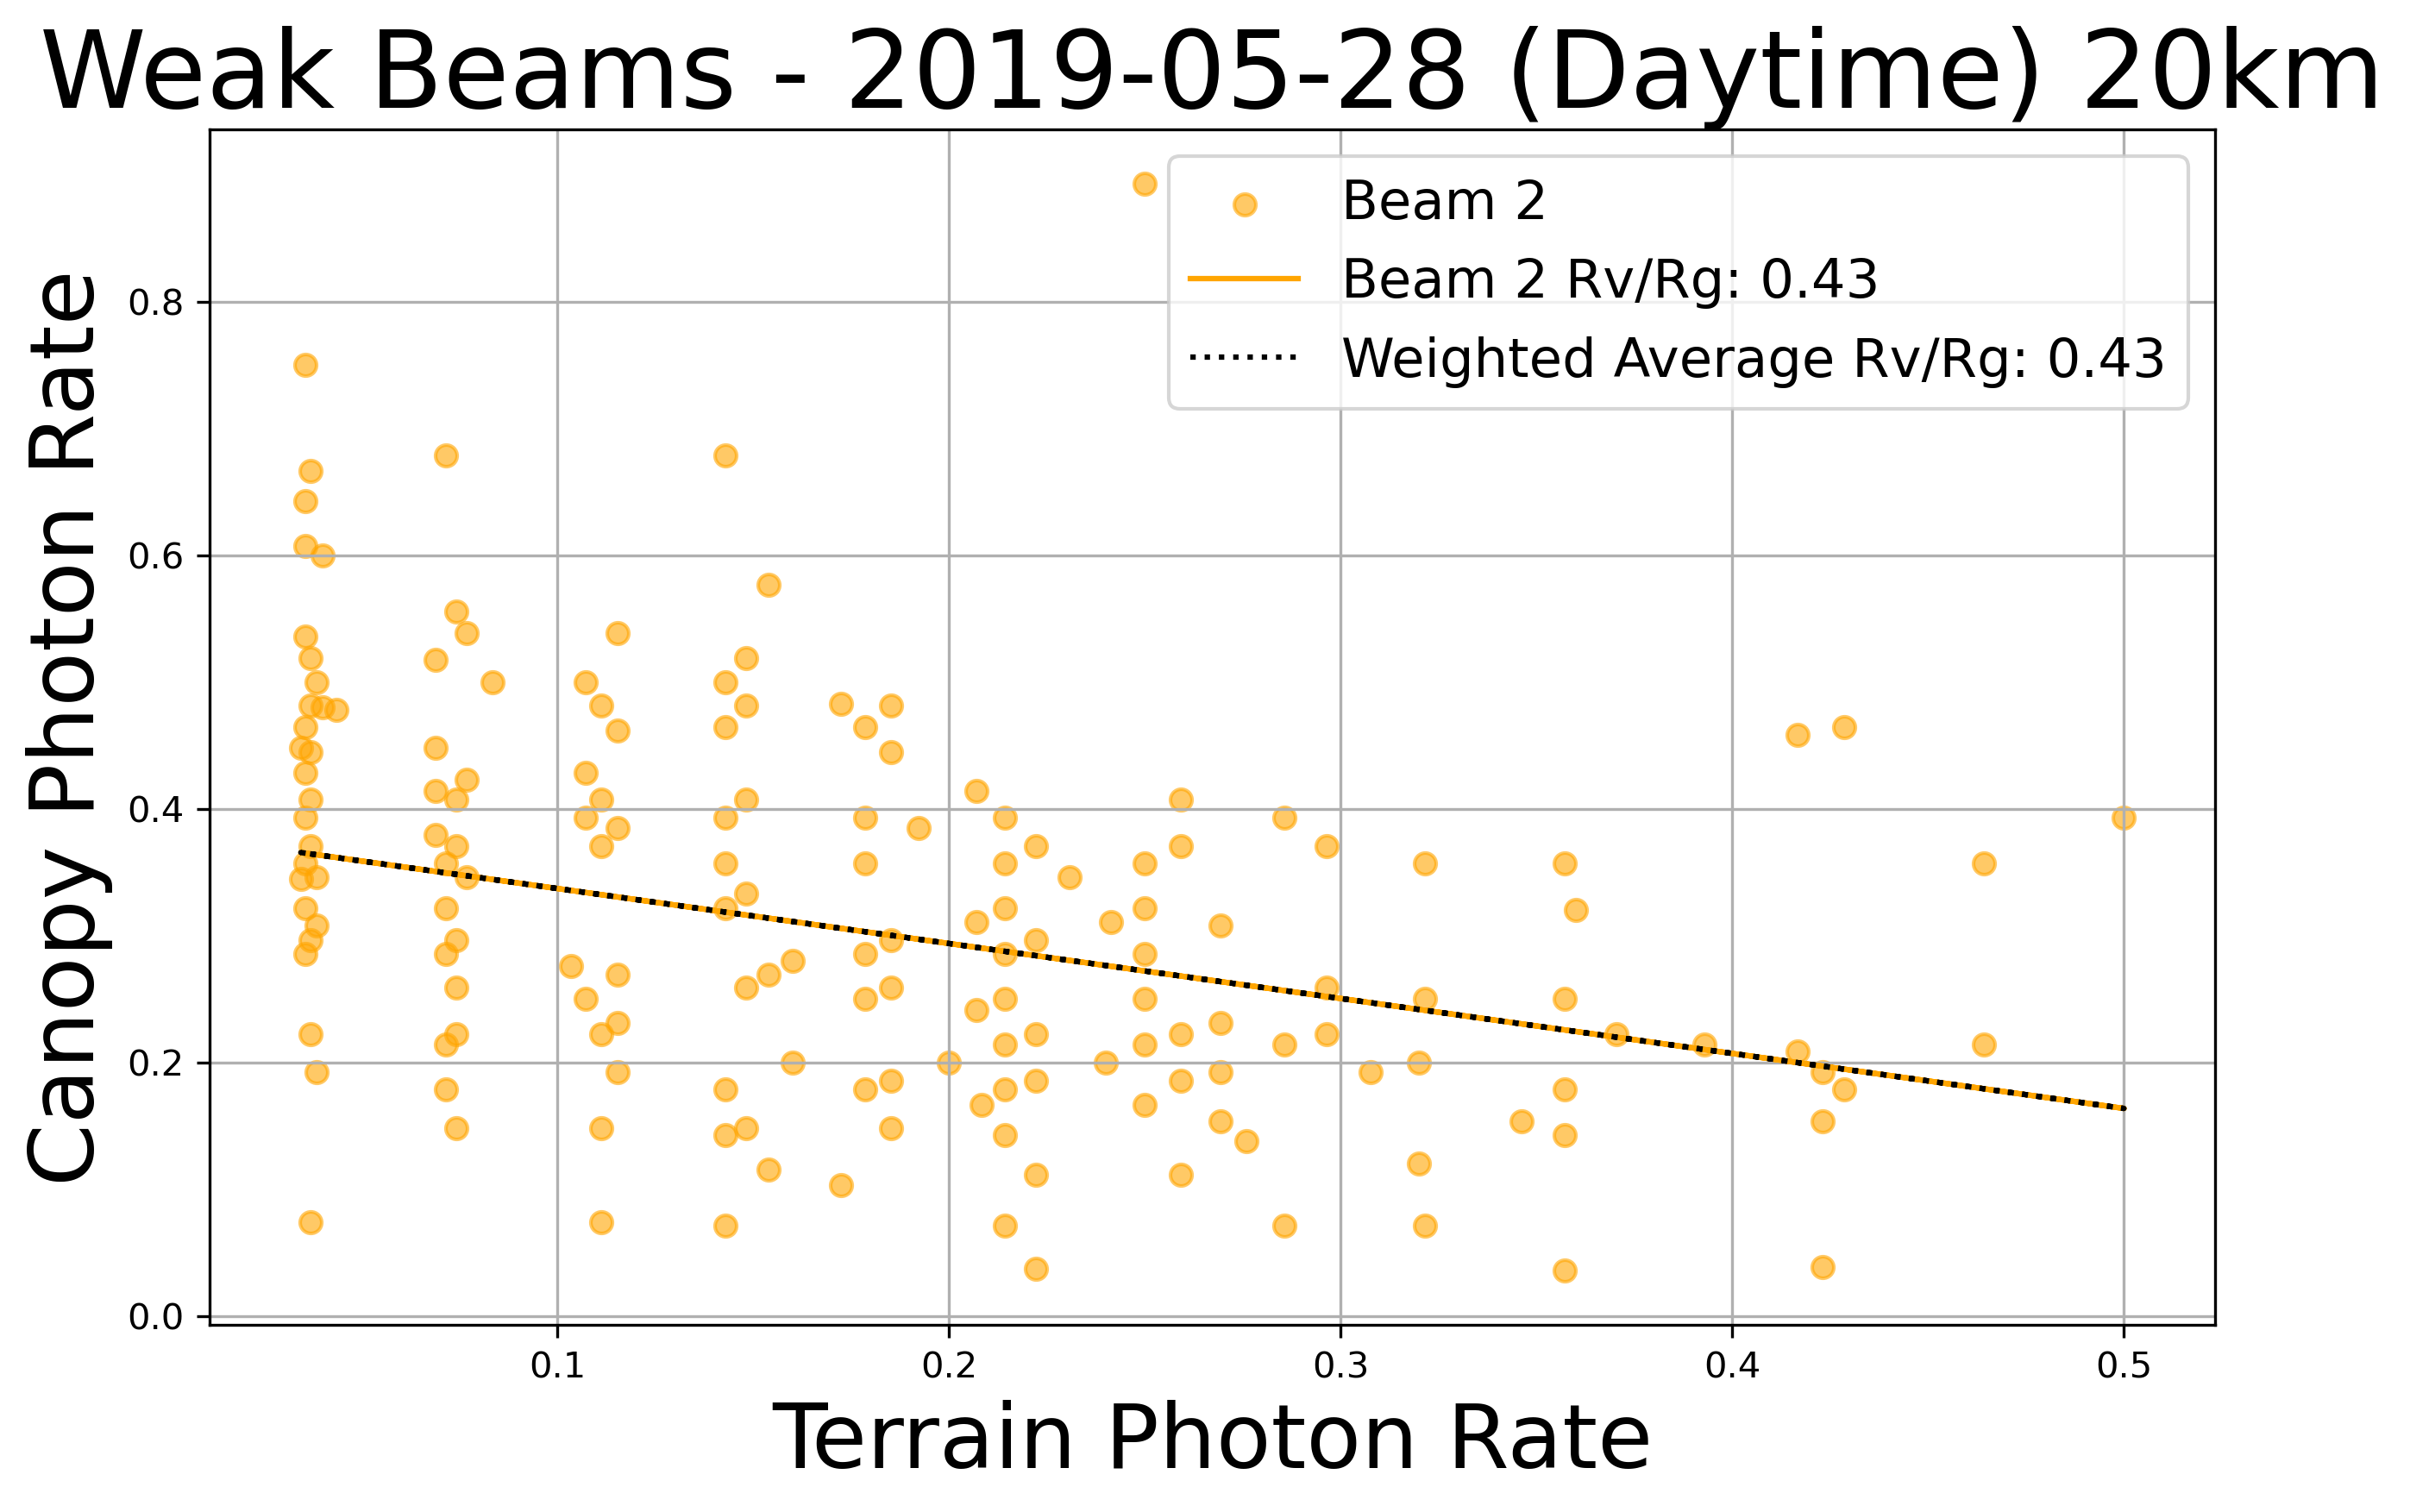 Weak Beams - 2019-05-28 (Daytime) 20km
Beam 2
Beam 2 Rv/Rg: 0.43
Weighted Average Rv/Rg: 0.43
Canopy Photon Rate
0.8
0.6
0.4
0.2
0.0
0.1 0.2 0.3 0.4 0.5
Terrain Photon Rate